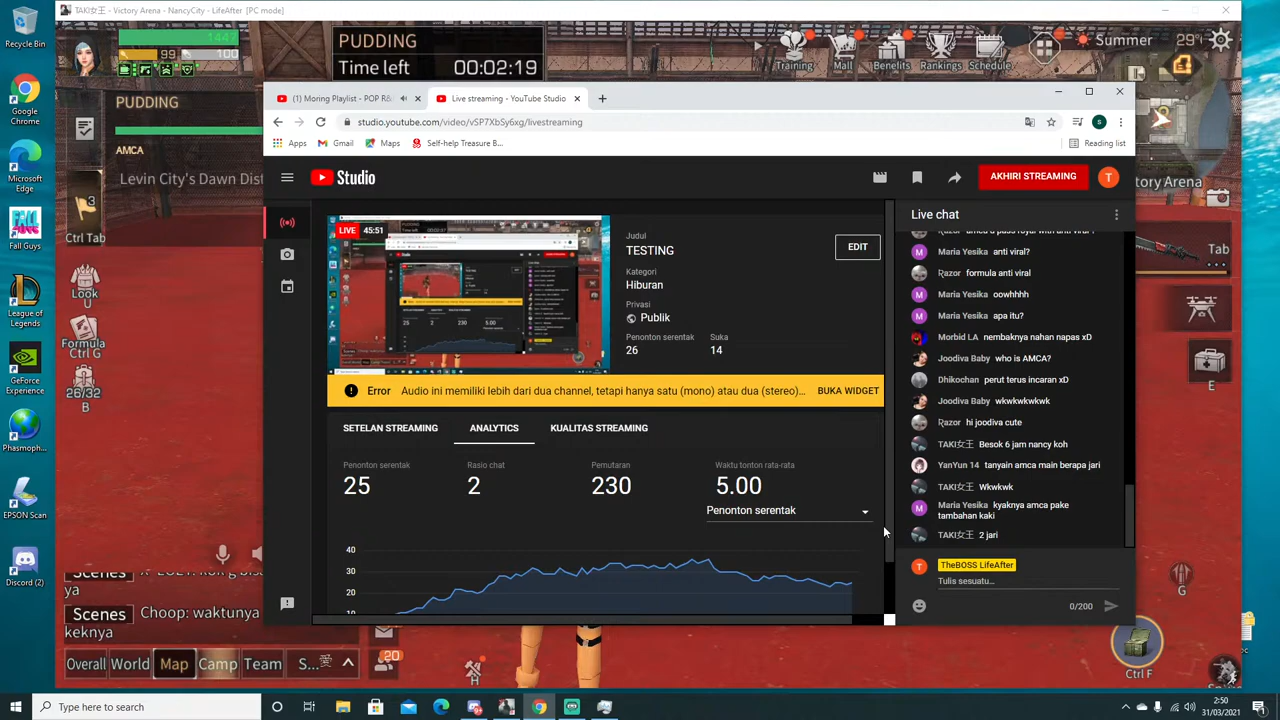 TAKI女王 - Victory Arena - NancyCity - LifeAfter [PC mode]
1447
99
100
PUDDING
Time left 00:02:19
Training
Mall
Benefits
Rankings
Schedule
Summer 29°
Google Chrome
Microsoft Edge
Fall Guys
GeForce Experience
EPSON Scan
Discord (2)
PUDDING
AMCA
Levin City's Dawn Dist
3
Ctrl Tab
Look
U
Formula
Ctrl G
26/32
B
(1) Moring Playlist - POP R&
Live streaming - YouTube Studio
studio.youtube.com/video/vSP7XbSy6xg/livestreaming
Apps
Gmail
Maps
Self-help Treasure B...
Reading list
Studio
AKHIRI STREAMING
T
LIVE 45:51
Judul
TESTING
EDIT
Kategori
Hiburan
Privasi
Publik
Penonton serentak
26
Suka
14
Error Audio ini memiliki lebih dari dua channel, tetapi hanya satu (mono) atau dua (stereo)... BUKA WIDGET
SETELAN STREAMING
ANALYTICS
KUALITAS STREAMING
Penonton serentak
25
Rasio chat
2
Pemutaran
230
Waktu tonton rata-rata
5.00
Penonton serentak
40
30
20
10
Live chat
Maria Yesika anti viral?
Razor formula anti viral
Maria Yesika oowhhhh
Maria Yesika apa itu?
Morbid LA nembaknya nahan napas xD
Joodiva Baby who is AMCA?
Dhikochan perut terus incaran xD
Joodiva Baby wkwkwkwkwk
Razor hi joodiva cute
TAKI女王 Besok 6 jam nancy koh
YanYun 14 tanyain amca main berapa jari
TAKI女王 Wkwkwk
Maria Yesika kyaknya amca pake
tambahan kaki
TAKI女王 2 jari
TheBOSS LifeAfter
Tulis sesuatu...
0/200
tory Arena
Tab
E
G
Ctrl F
ya
Scenes Choop: waktunya
keknya
Overall
World
Map
Camp
Team
S...
20
Type here to search
2:50
31/03/2021